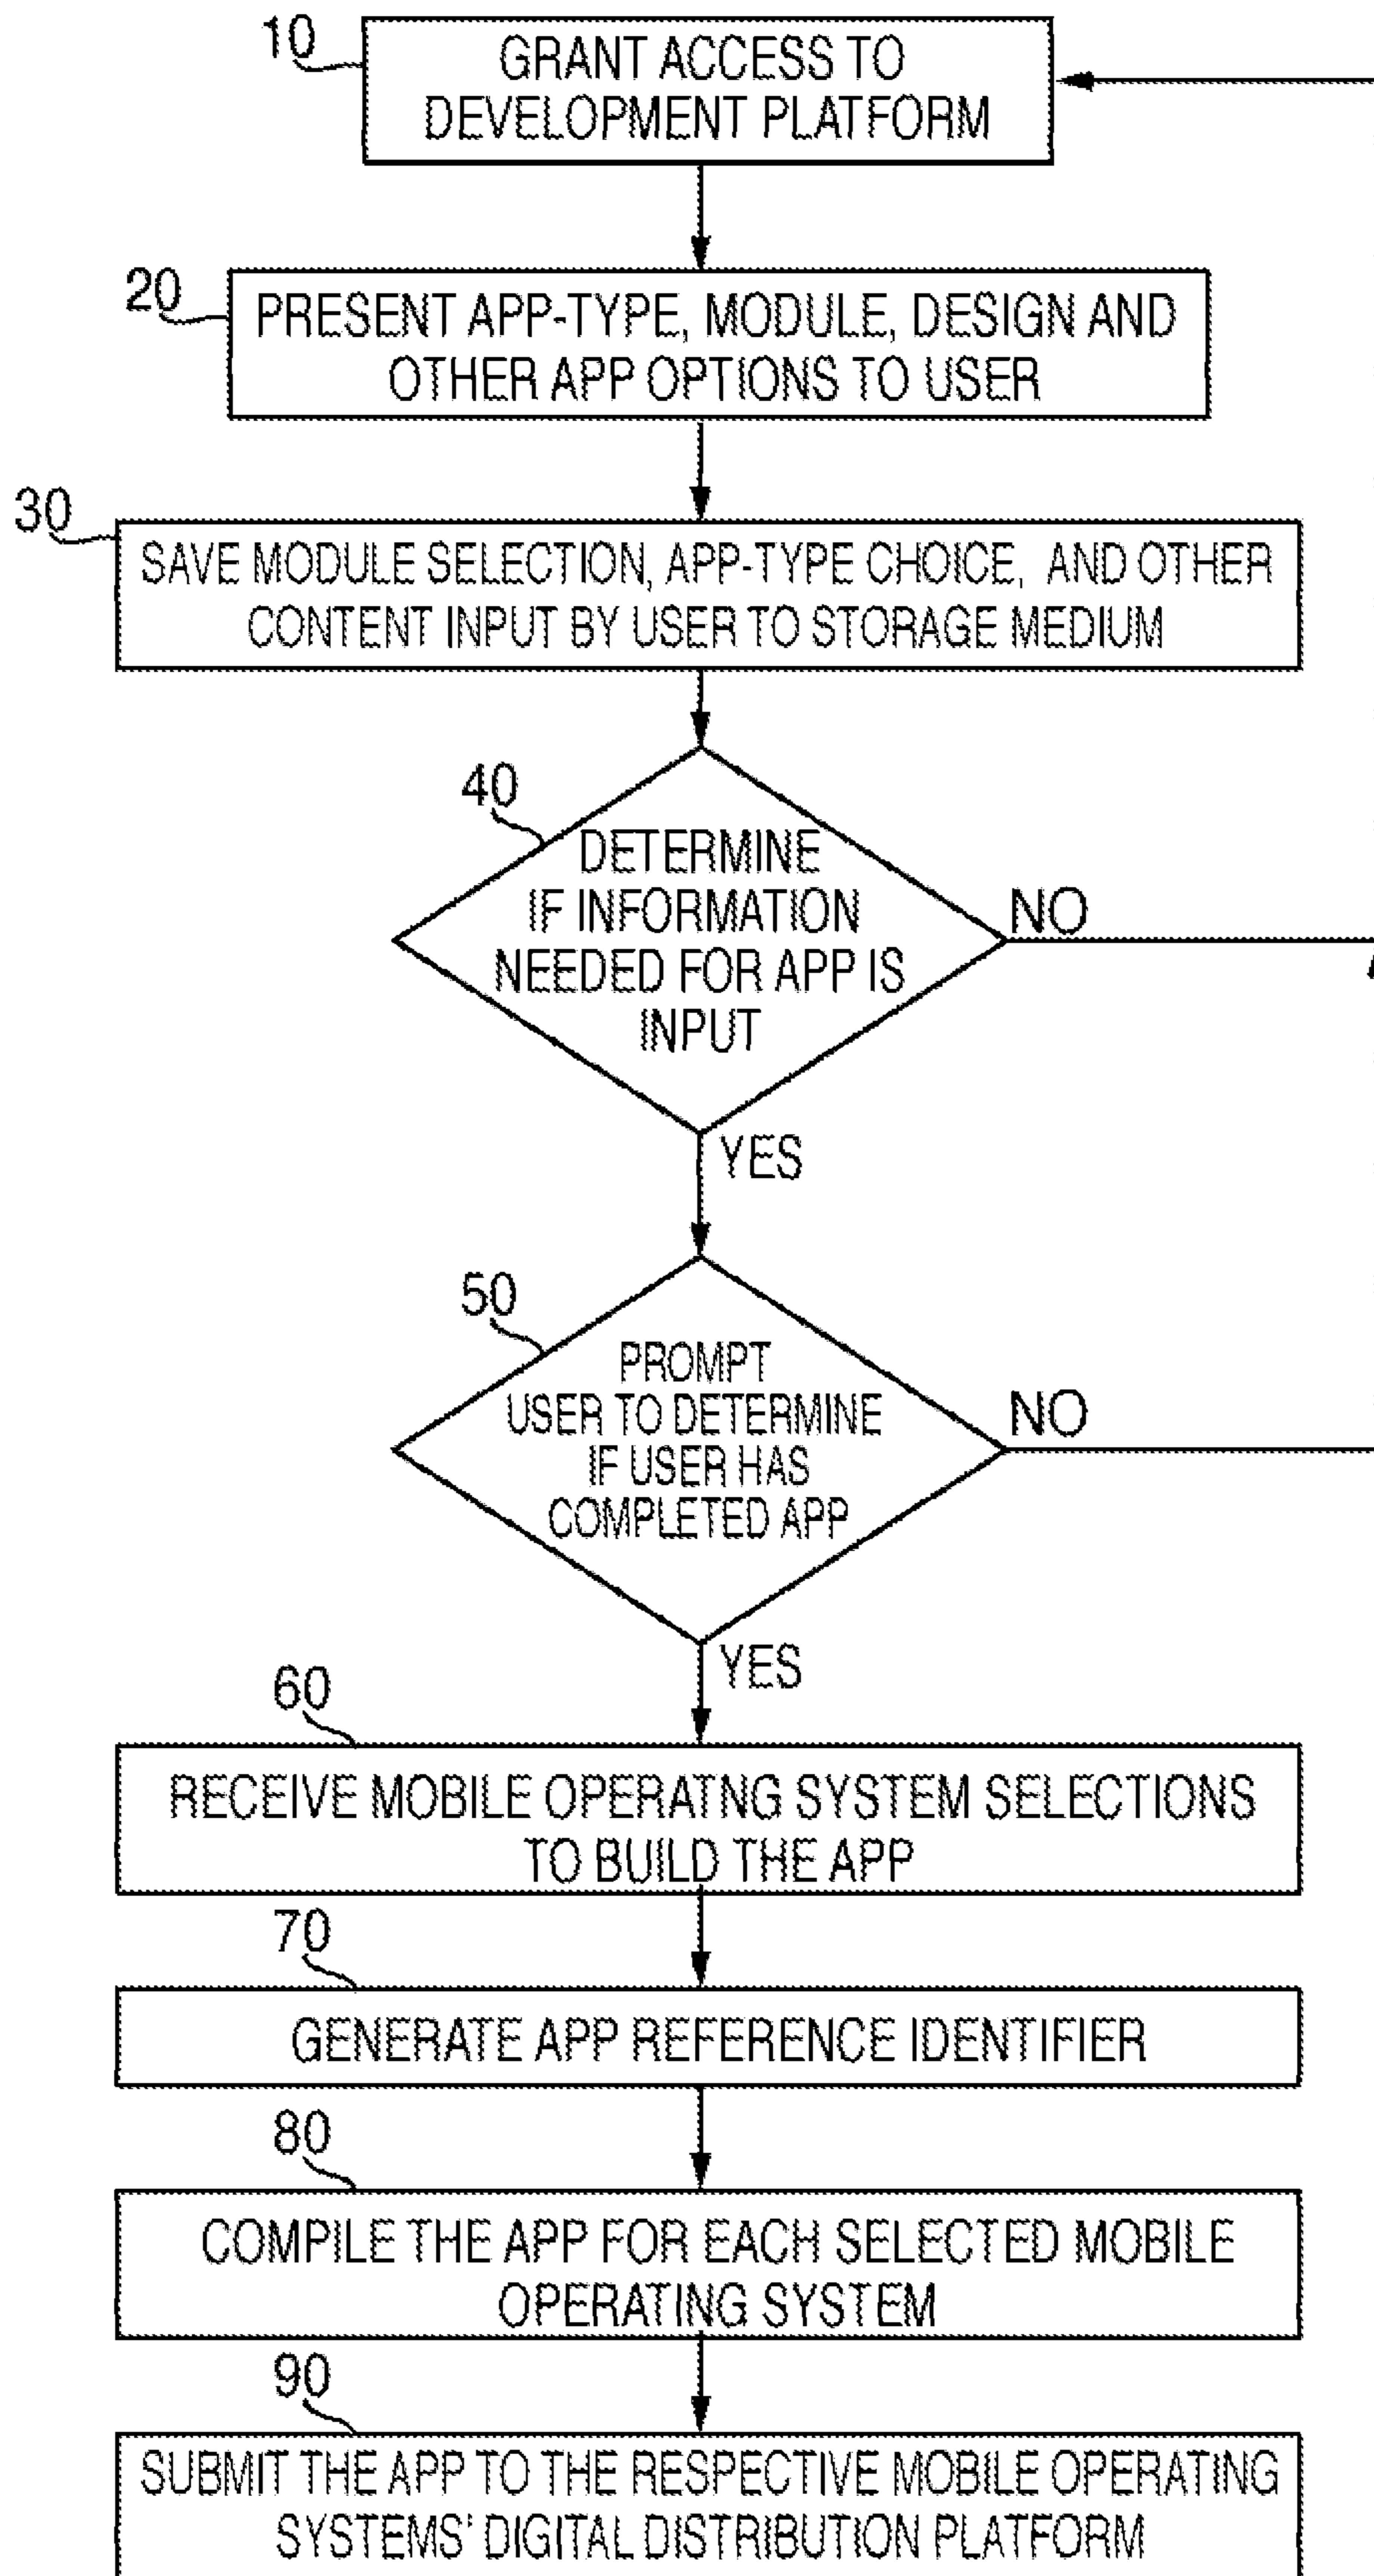 10
GRANT ACCESS TO
DEVELOPMENT PLATFORM
20
PRESENT APP-TYPE, MODULE, DESIGN AND
OTHER APP OPTIONS TO USER
30
SAVE MODULE SELECTION, APP-TYPE CHOICE, AND OTHER
CONTENT INPUT BY USER TO STORAGE MEDIUM
40
DETERMINE
IF INFORMATION
NEEDED FOR APP IS
INPUT
NO
YES
50
PROMPT
USER TO DETERMINE
IF USER HAS
COMPLETED APP
NO
YES
60
RECEIVE MOBILE OPERATNG SYSTEM SELECTIONS
TO BUILD THE APP
70
GENERATE APP REFERENCE IDENTIFIER
80
COMPILE THE APP FOR EACH SELECTED MOBILE
OPERATING SYSTEM
90
SUBMIT THE APP TO THE RESPECTIVE MOBILE OPERATING
SYSTEMS' DIGITAL DISTRIBUTION PLATFORM